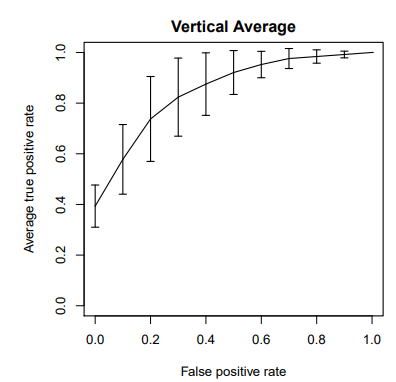 Vertical Average
Average true positive rate
1.0
0.8
0.6
0.4
0.2
0.0
0.0 0.2 0.4 0.6 0.8 1.0
False positive rate